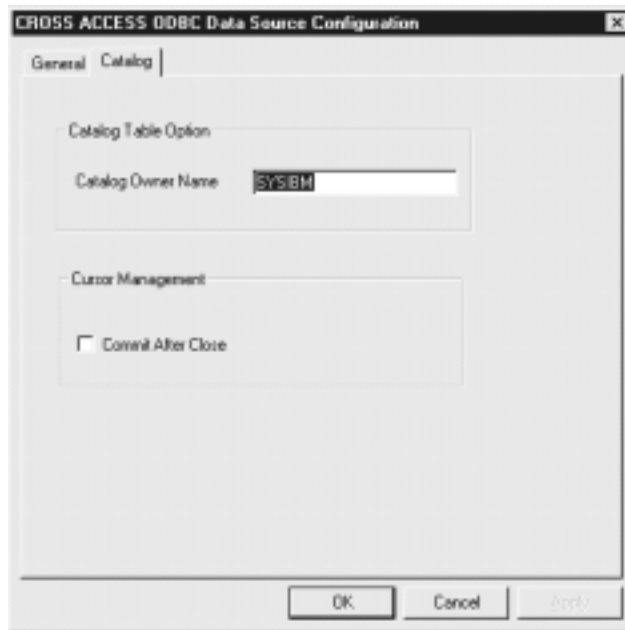 CROSS ACCESS ODBC Data Source Configuration
General Catalog
Catalog Table Option
Catalog Owner Name SYSIBM
Cursor Management
Commit After Close
OK Cancel Apply